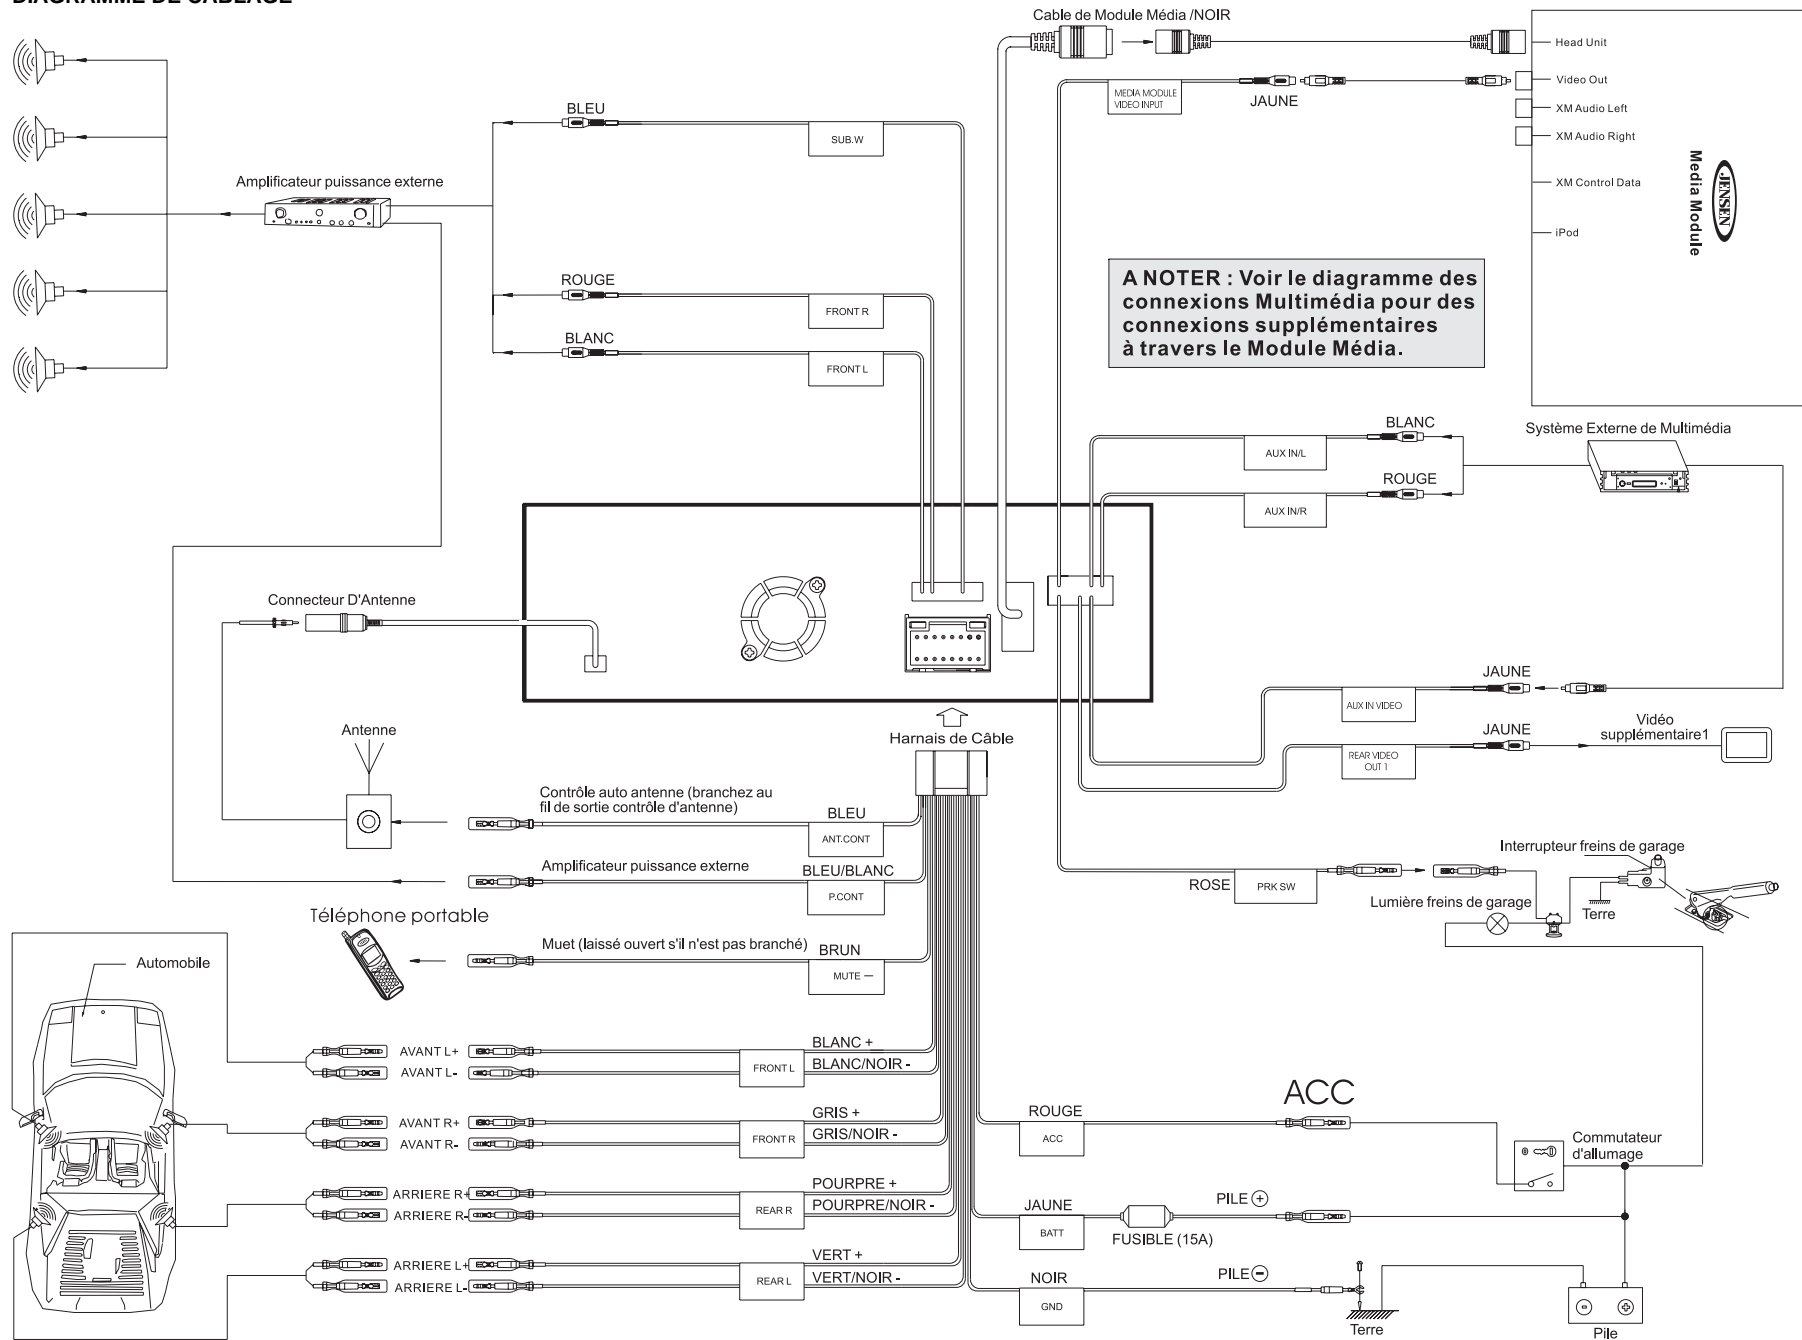 DIAGRAMME DE CABLAGE
Cable de Module Média /NOIR
Head Unit
Video Out
MEDIA MODULE
VIDEO INPUT
JAUNE
XM Audio Left
XM Audio Right
XM Control Data
iPod
JENSEN
Media Module
BLEU
SUB.W
Amplificateur puissance externe
ROUGE
FRONT R
BLANC
FRONT L
A NOTER : Voir le diagramme des
connexions Multimédia pour des
connexions supplémentaires
à travers le Module Média.
BLANC
AUX IN/L
ROUGE
AUX IN/R
Système Externe de Multimédia
Connecteur D'Antenne
JAUNE
AUX IN VIDEO
JAUNE
REAR VIDEO
OUT 1
Vidéo
supplémentaire1
Antenne
Harnais de Câble
Contrôle auto antenne (branchez au
fil de sortie contrôle d'antenne)
BLEU
ANT.CONT
Amplificateur puissance externe
BLEU/BLANC
P.CONT
ROSE
PRK SW
Interrupteur freins de garage
Lumière freins de garage
Terre
Téléphone portable
Muet (laissé ouvert s'il n'est pas branché)
BRUN
MUTE —
Automobile
AVANT L+
AVANT L-
FRONT L
BLANC +
BLANC/NOIR -
AVANT R+
AVANT R-
FRONT R
GRIS +
GRIS/NOIR -
ARRIERE R+
ARRIERE R-
REAR R
POURPRE +
POURPRE/NOIR -
ARRIERE L+
ARRIERE L-
REAR L
VERT +
VERT/NOIR -
ROUGE
ACC
ACC
Commutateur
d'allumage
JAUNE
BATT
FUSIBLE (15A)
PILE +
NOIR
GND
PILE -
Terre
- +
Pile